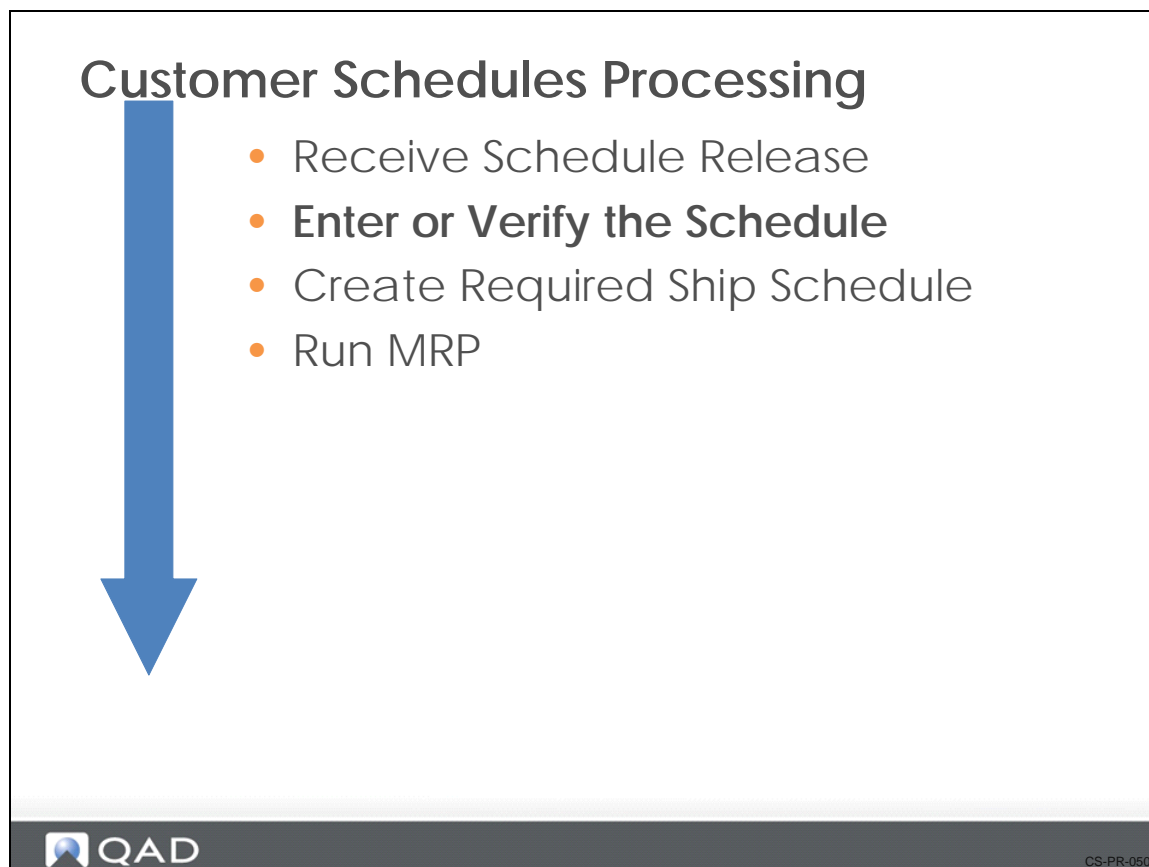 Customer Schedules Processing
• Receive Schedule Release
• Enter or Verify the Schedule
• Create Required Ship Schedule
• Run MRP
QAD
CS-PR-050